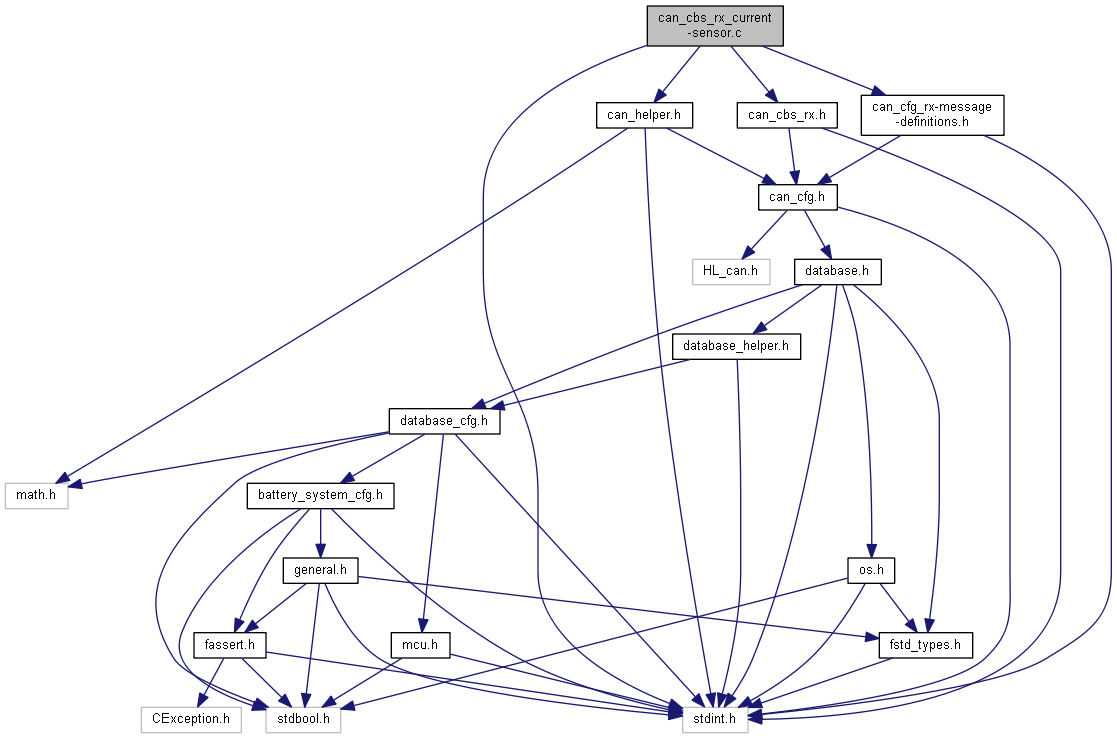 can_cbs_rx_current
-sensor.c
can_helper.h
can_cbs_rx.h
can_cfg_rx-message
-definitions.h
can_cfg.h
HL_can.h
database.h
database_helper.h
database_cfg.h
math.h
battery_system_cfg.h
general.h
os.h
fassert.h
mcu.h
fstd_types.h
CException.h
stdbool.h
stdint.h